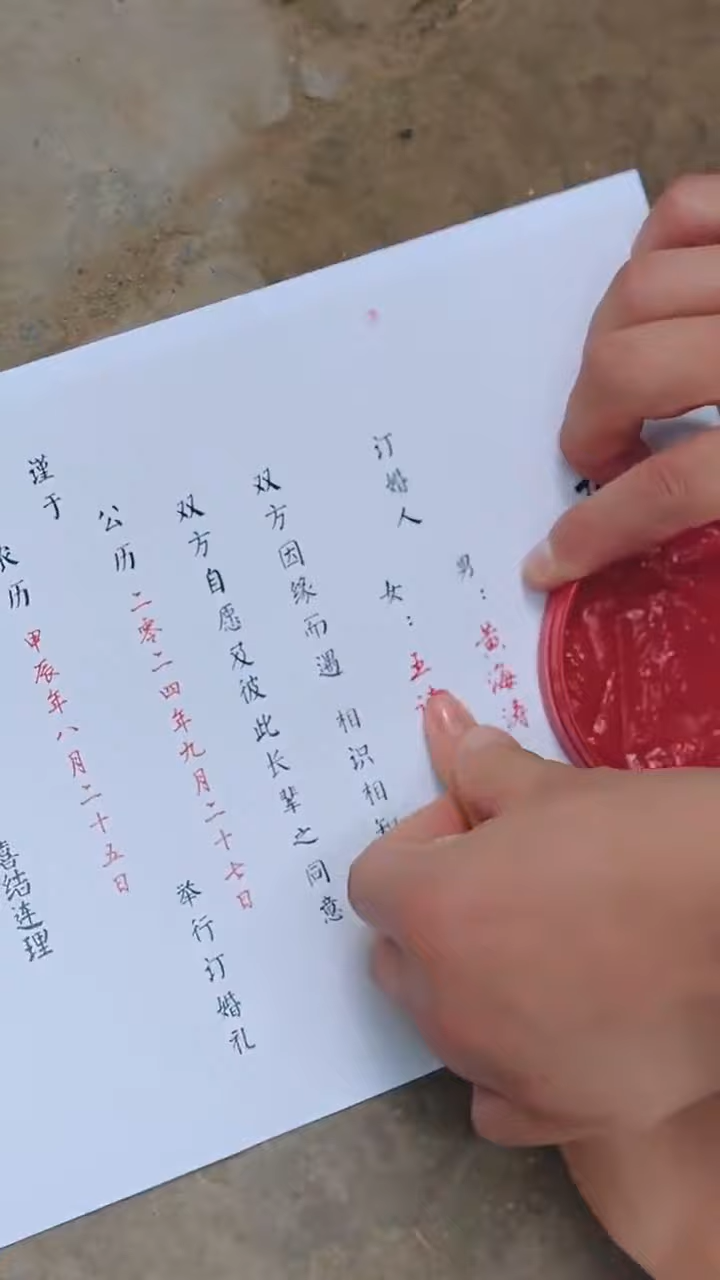 男：黄海涛
订婚人 女：王
双方因缘而遇 相识相知
双方自愿及彼此长辈之同意
公历二零二四年九月二十七日
谨于 举行订婚礼
农历甲辰年八月二十五日
喜结连理